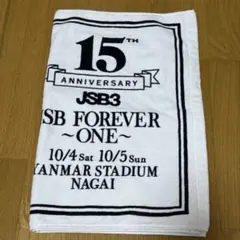 15TH
ANNIVERSARY
JSB3
JSB FOREVER
~ONE~
10/4 Sat 10/5 Sun
YANMAR STADIUM
NAGAI